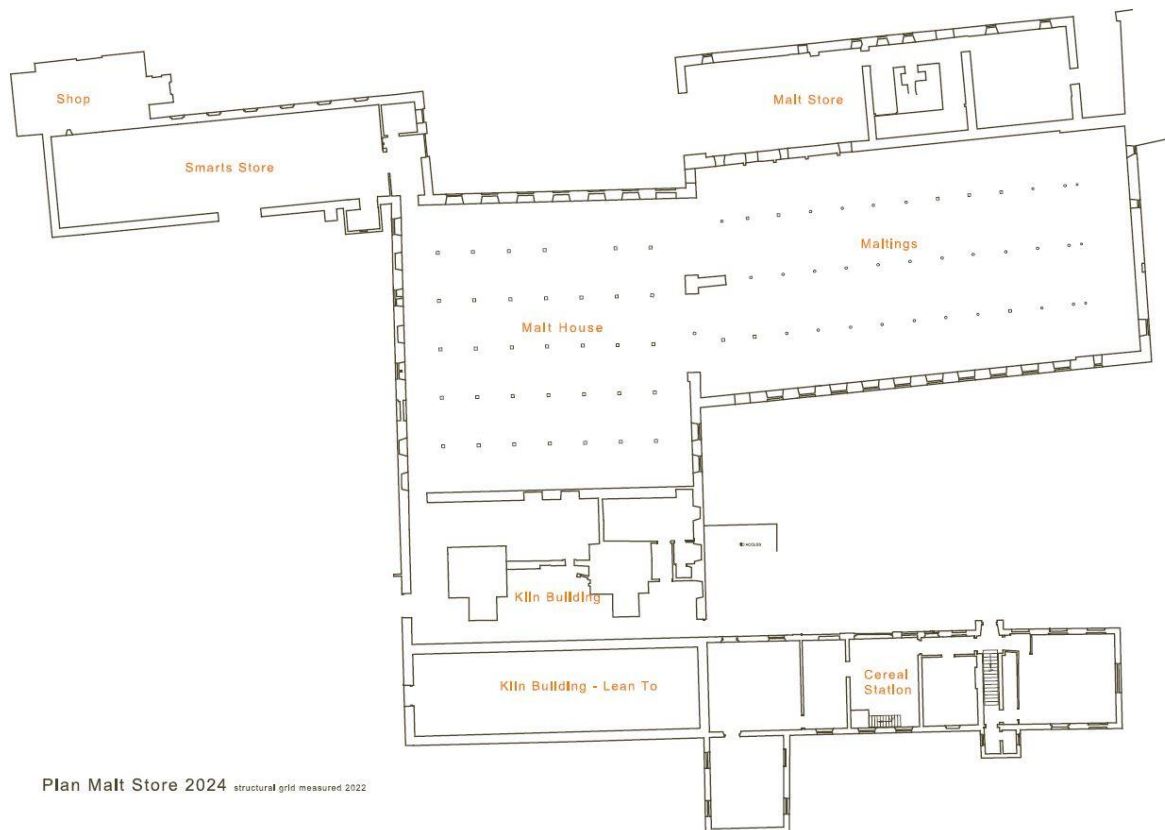 Shop
Malt Store
Smarts Store
Maltings
Malt House
Kiln Building
Kiln Building - Lean To
Cereal
Station
Plan Malt Store 2024 structural grid measured 2022